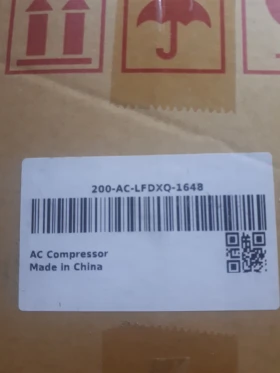 200-AC-LFDXQ-1648
AC Compressor
Made in China